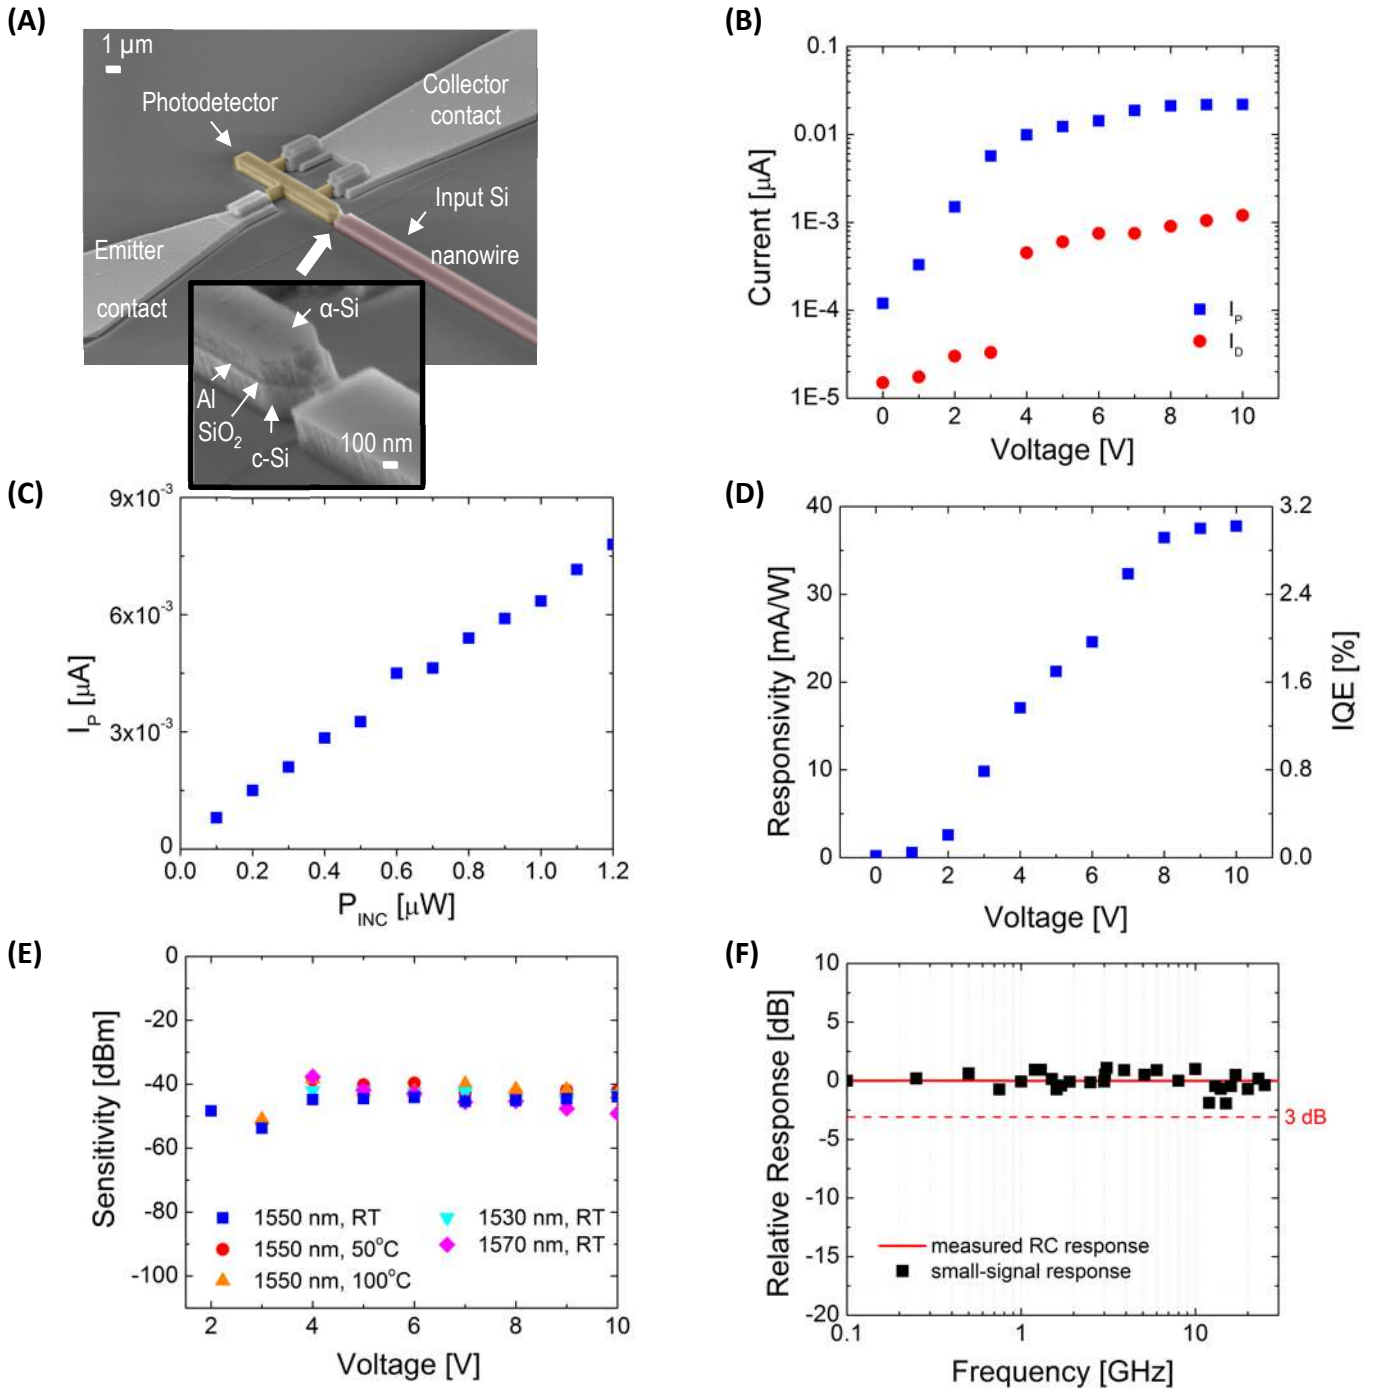 (A)
1 μm
Photodetector
Collector
contact
Input Si
nanowire
Emitter
contact
α-Si
Al
SiO₂
c-Si
100 nm
(B)
0.1
0.01
1E-3
1E-4
1E-5
Current [μA]
I_P
I_D
0 2 4 6 8 10
Voltage [V]
(C)
9x10⁻³
6x10⁻³
3x10⁻³
0
I_P [μA]
0.0 0.2 0.4 0.6 0.8 1.0 1.2
P_INC [μW]
(D)
40
30
20
10
0
Responsivity [mA/W]
3.2
2.4
1.6
0.8
0.0
IQE [%]
0 2 4 6 8 10
Voltage [V]
(E)
0
-20
-40
-60
-80
-100
Sensitivity [dBm]
1550 nm, RT
1550 nm, 50°C
1550 nm, 100°C
1530 nm, RT
1570 nm, RT
2 4 6 8 10
Voltage [V]
(F)
10
5
0
-5
-10
-15
-20
Relative Response [dB]
3 dB
measured RC response
small-signal response
0.1 1 10
Frequency [GHz]